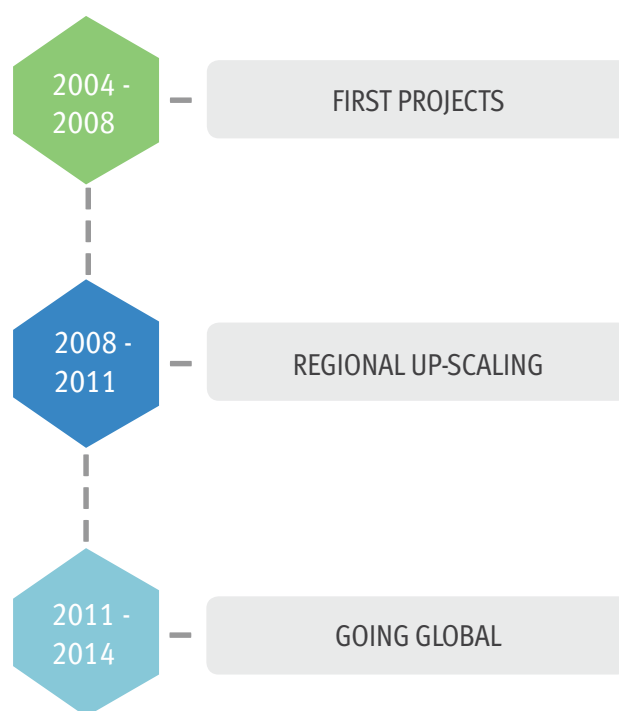 2004 -
2008
FIRST PROJECTS
2008 -
2011
REGIONAL UP-SCALING
2011 -
2014
GOING GLOBAL